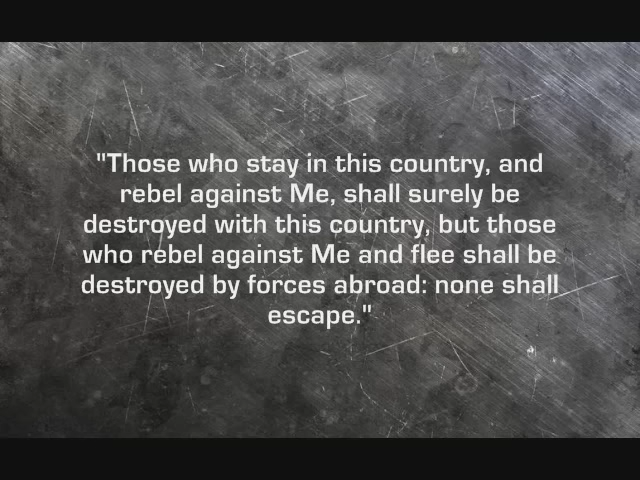 "Those who stay in this country, and
rebel against Me, shall surely be
destroyed with this country, but those
who rebel against Me and flee shall be
destroyed by forces abroad: none shall
escape."